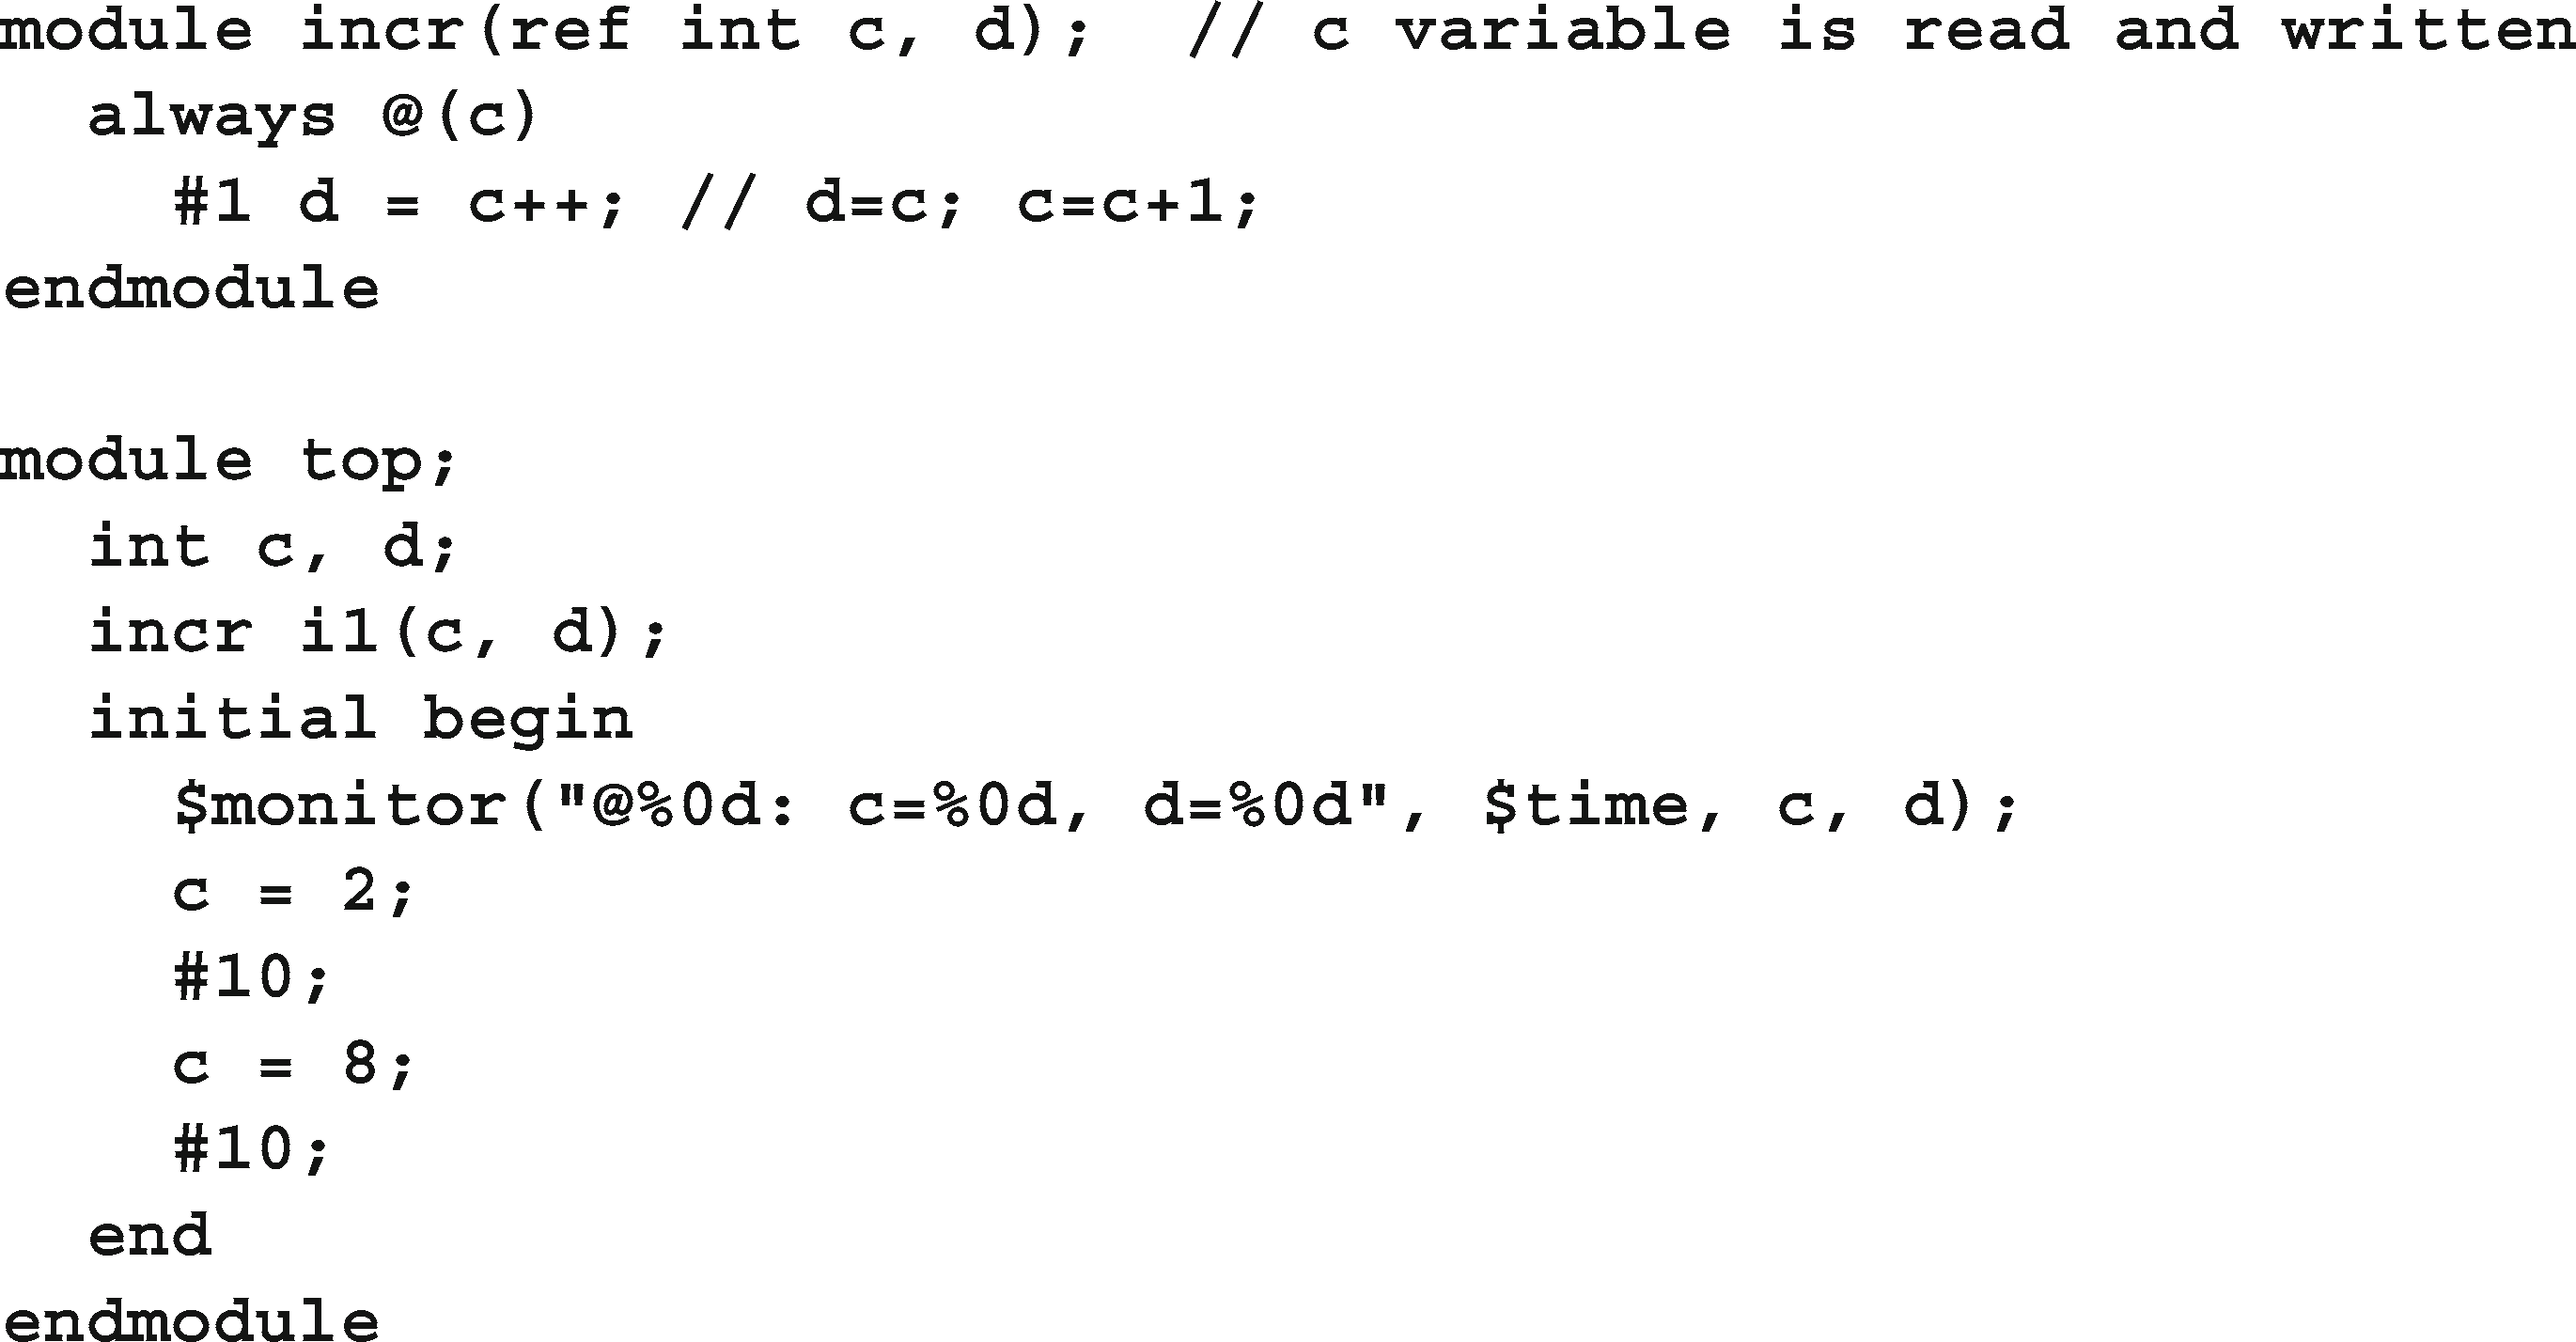 module incr(ref int c, d);  // c variable is read and written
  always @(c)
    #1 d = c++; // d=c; c=c+1;
endmodule

module top;
  int c, d;
  incr i1(c, d);
  initial begin
    $monitor("@%0d: c=%0d, d=%0d", $time, c, d);
    c = 2;
    #10;
    c = 8;
    #10;
  end
endmodule